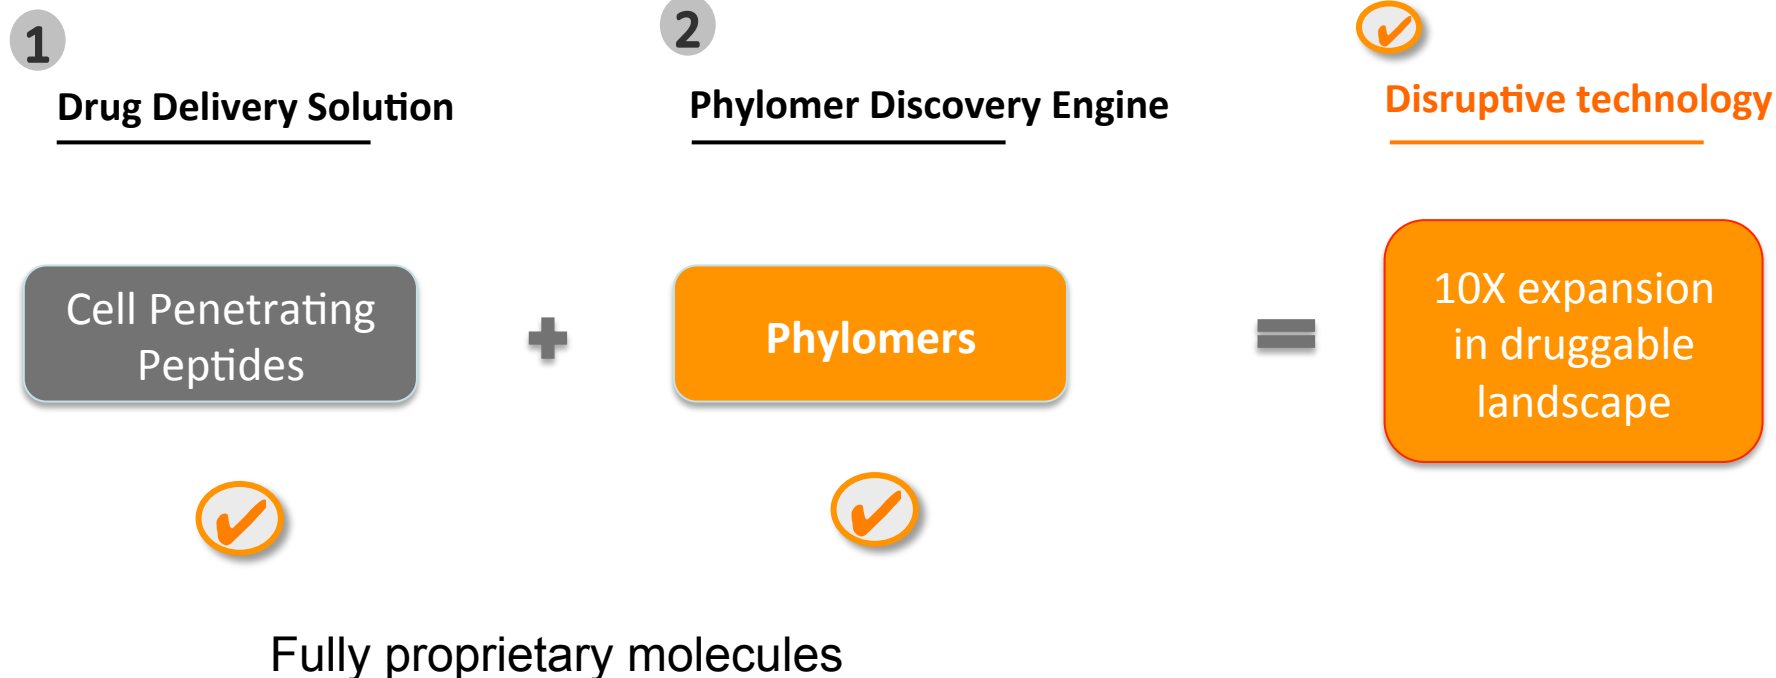 1
Drug Delivery Solution
2
Phylomer Discovery Engine
Disruptive technology
Cell Penetrating
Peptides
Phylomers
10X expansion
in druggable
landscape
Fully proprietary molecules